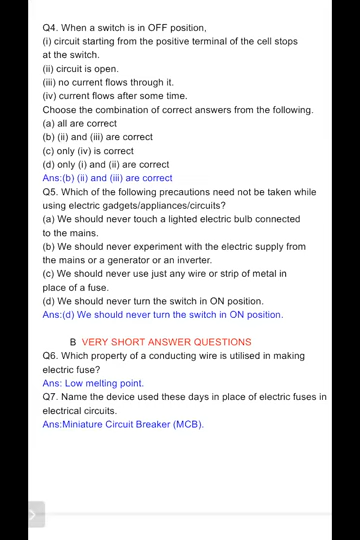 Q4. When a switch is in OFF position,
(i) circuit starting from the positive terminal of the cell stops
at the switch.
(ii) circuit is open.
(iii) no current flows through it.
(iv) current flows after some time.
Choose the combination of correct answers from the following.
(a) all are correct
(b) (ii) and (iii) are correct
(c) only (iv) is correct
(d) only (i) and (ii) are correct
Ans:(b) (ii) and (iii) are correct
Q5. Which of the following precautions need not be taken while
using electric gadgets/appliances/circuits?
(a) We should never touch a lighted electric bulb connected
to the mains.
(b) We should never experiment with the electric supply from
the mains or a generator or an inverter.
(c) We should never use just any wire or strip of metal in
place of a fuse.
(d) We should never turn the switch in ON position.
Ans:(d) We should never turn the switch in ON position.
B VERY SHORT ANSWER QUESTIONS
Q6. Which property of a conducting wire is utilised in making
electric fuse?
Ans: Low melting point.
Q7. Name the device used these days in place of electric fuses in
electrical circuits.
Ans:Miniature Circuit Breaker (MCB).